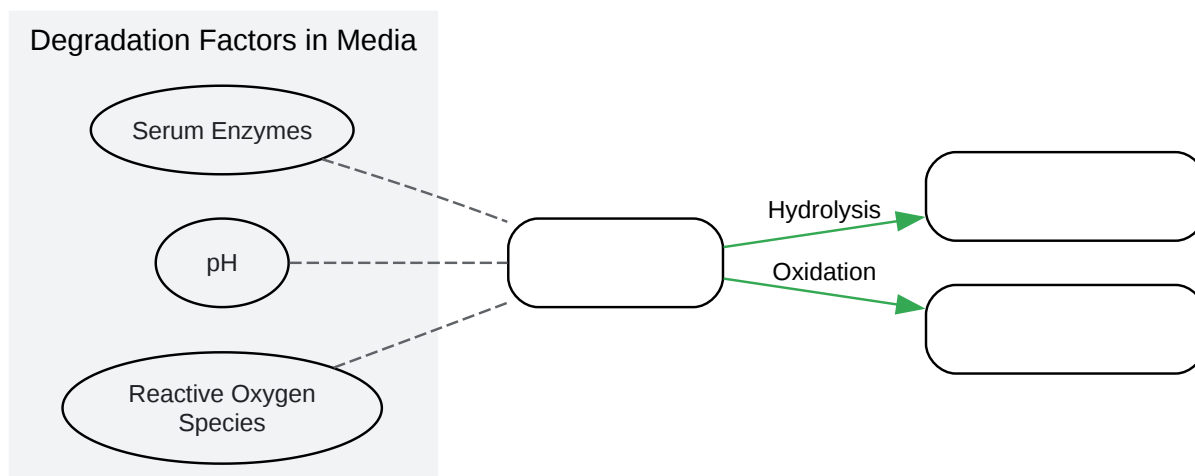 Degradation Factors in Media
Serum Enzymes
pH
Reactive Oxygen
Species
Hydrolysis
Oxidation